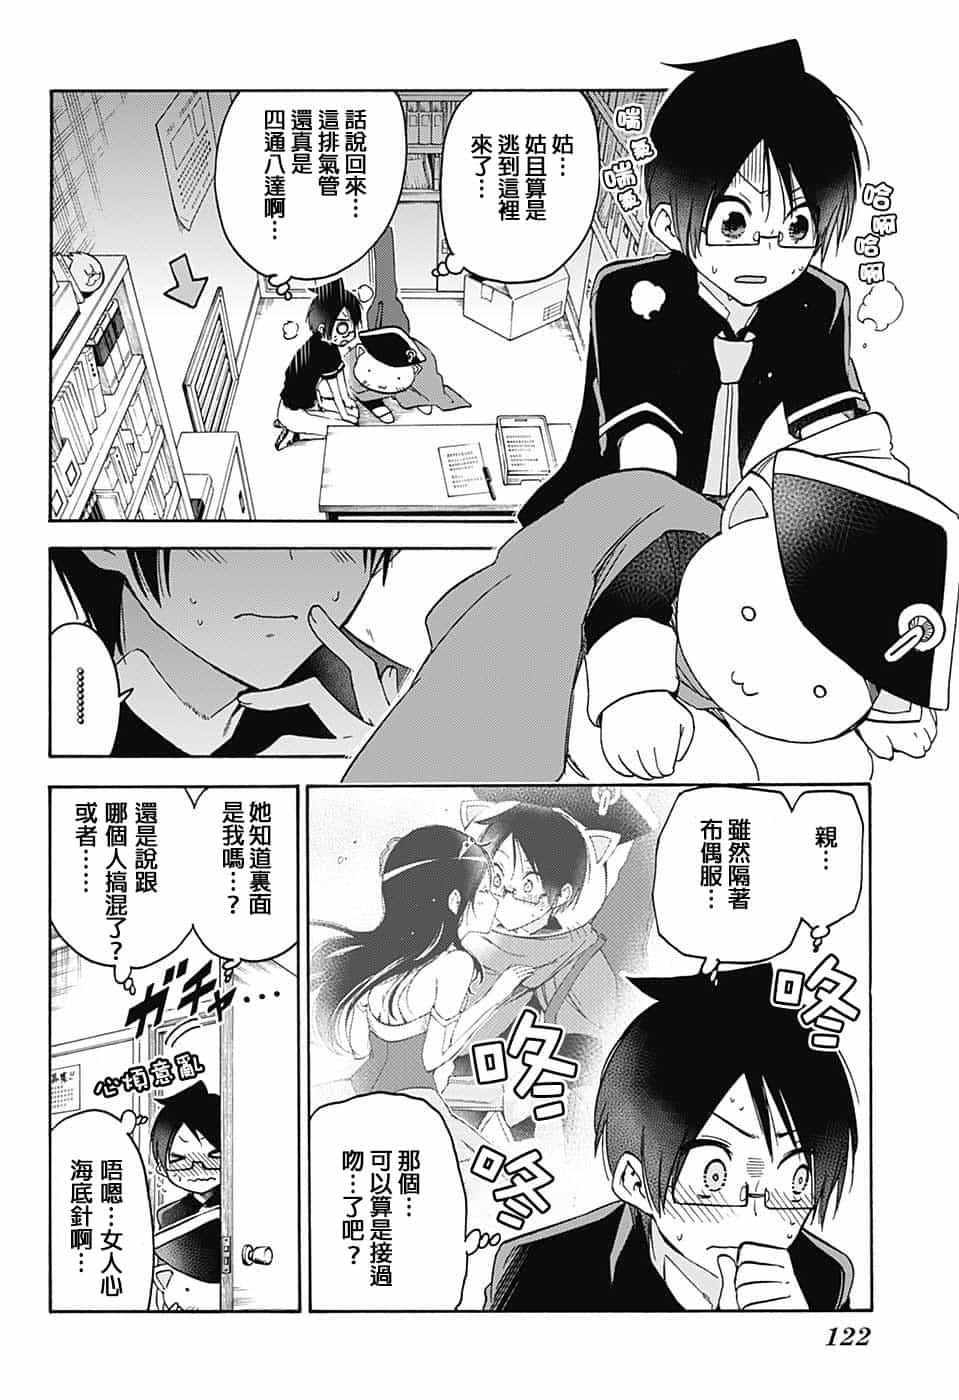 姑…
姑且算是
逃到這裡
來了…
話說回來…
這排氣管
還真是
四通八達啊…
喘
喘
哈啊
哈啊
………
親…
雖然隔著
布偶服…
咚
咚
咚
那個…
可以算是接過
吻…了吧？
她知道裏面
是我嗎…？
還是說跟
哪個人搞混了？
或者……
ガチャ…
心煩意亂
唔嗯…女人心
海底針啊…
122